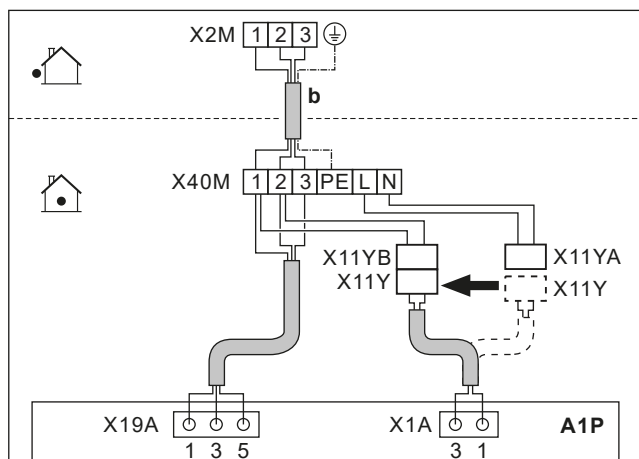 X2M 1 2 3
b
X40M 1 2 3 PE L N
X11YB X11YA
X11Y X11Y
X19A X1A A1P
1 3 5 3 1